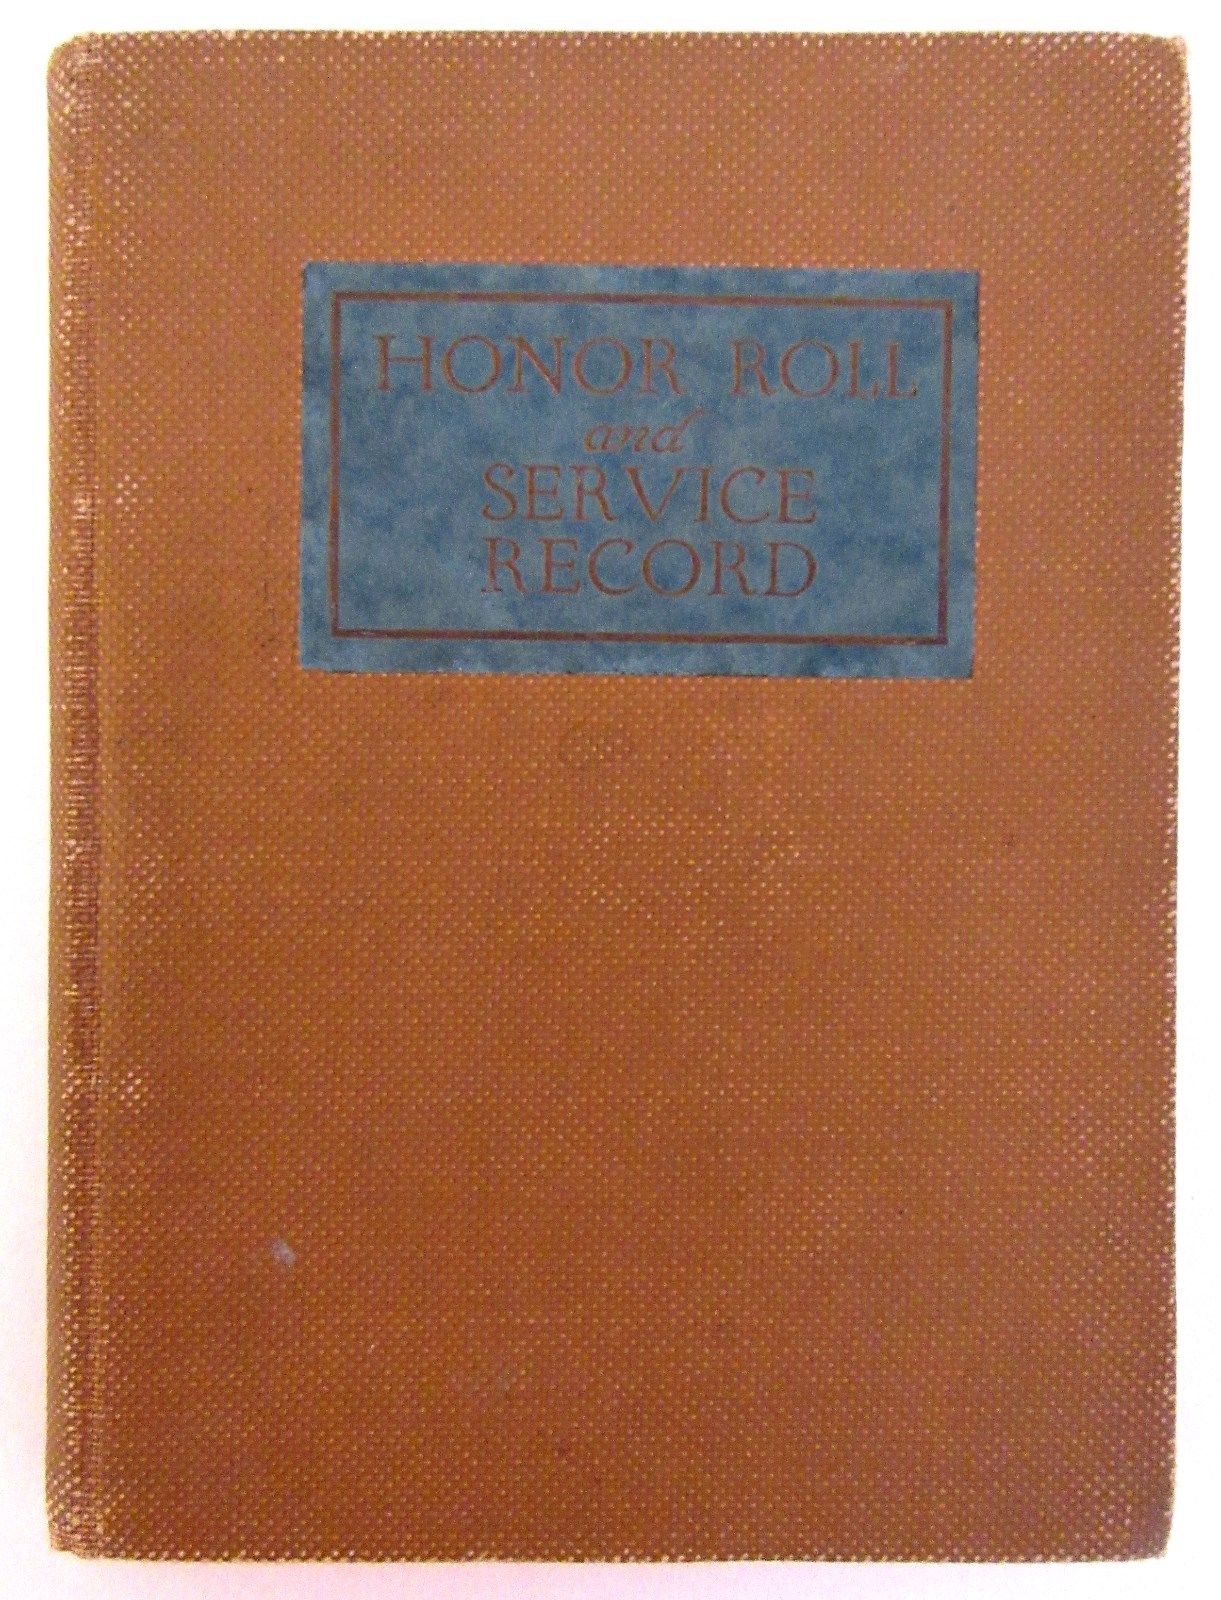 HONOR ROLL
and
SERVICE
RECORD